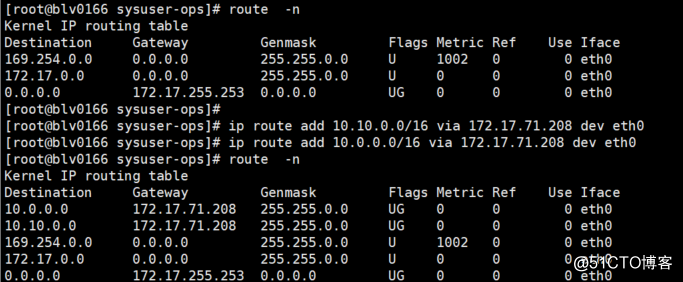 [root@blv0166 sysuser-ops]# route  -n
Kernel IP routing table
Destination     Gateway         Genmask         Flags Metric Ref    Use Iface
169.254.0.0     0.0.0.0         255.255.0.0     U     1002   0        0 eth0
172.17.0.0      0.0.0.0         255.255.0.0     U     0      0        0 eth0
0.0.0.0         172.17.255.253  0.0.0.0         UG    0      0        0 eth0
[root@blv0166 sysuser-ops]#
[root@blv0166 sysuser-ops]# ip route add 10.10.0.0/16 via 172.17.71.208 dev eth0
[root@blv0166 sysuser-ops]# ip route add 10.0.0.0/16 via 172.17.71.208 dev eth0
[root@blv0166 sysuser-ops]# route  -n
Kernel IP routing table
Destination     Gateway         Genmask         Flags Metric Ref    Use Iface
10.0.0.0        172.17.71.208   255.255.0.0     UG    0      0        0 eth0
10.10.0.0       172.17.71.208   255.255.0.0     UG    0      0        0 eth0
169.254.0.0     0.0.0.0         255.255.0.0     U     1002   0        0 eth0
172.17.0.0      0.0.0.0         255.255.0.0     U     0      0        0 eth0
0.0.0.0         172.17.255.253  0.0.0.0         UG    0      0        0 eth0
@51CTO博客